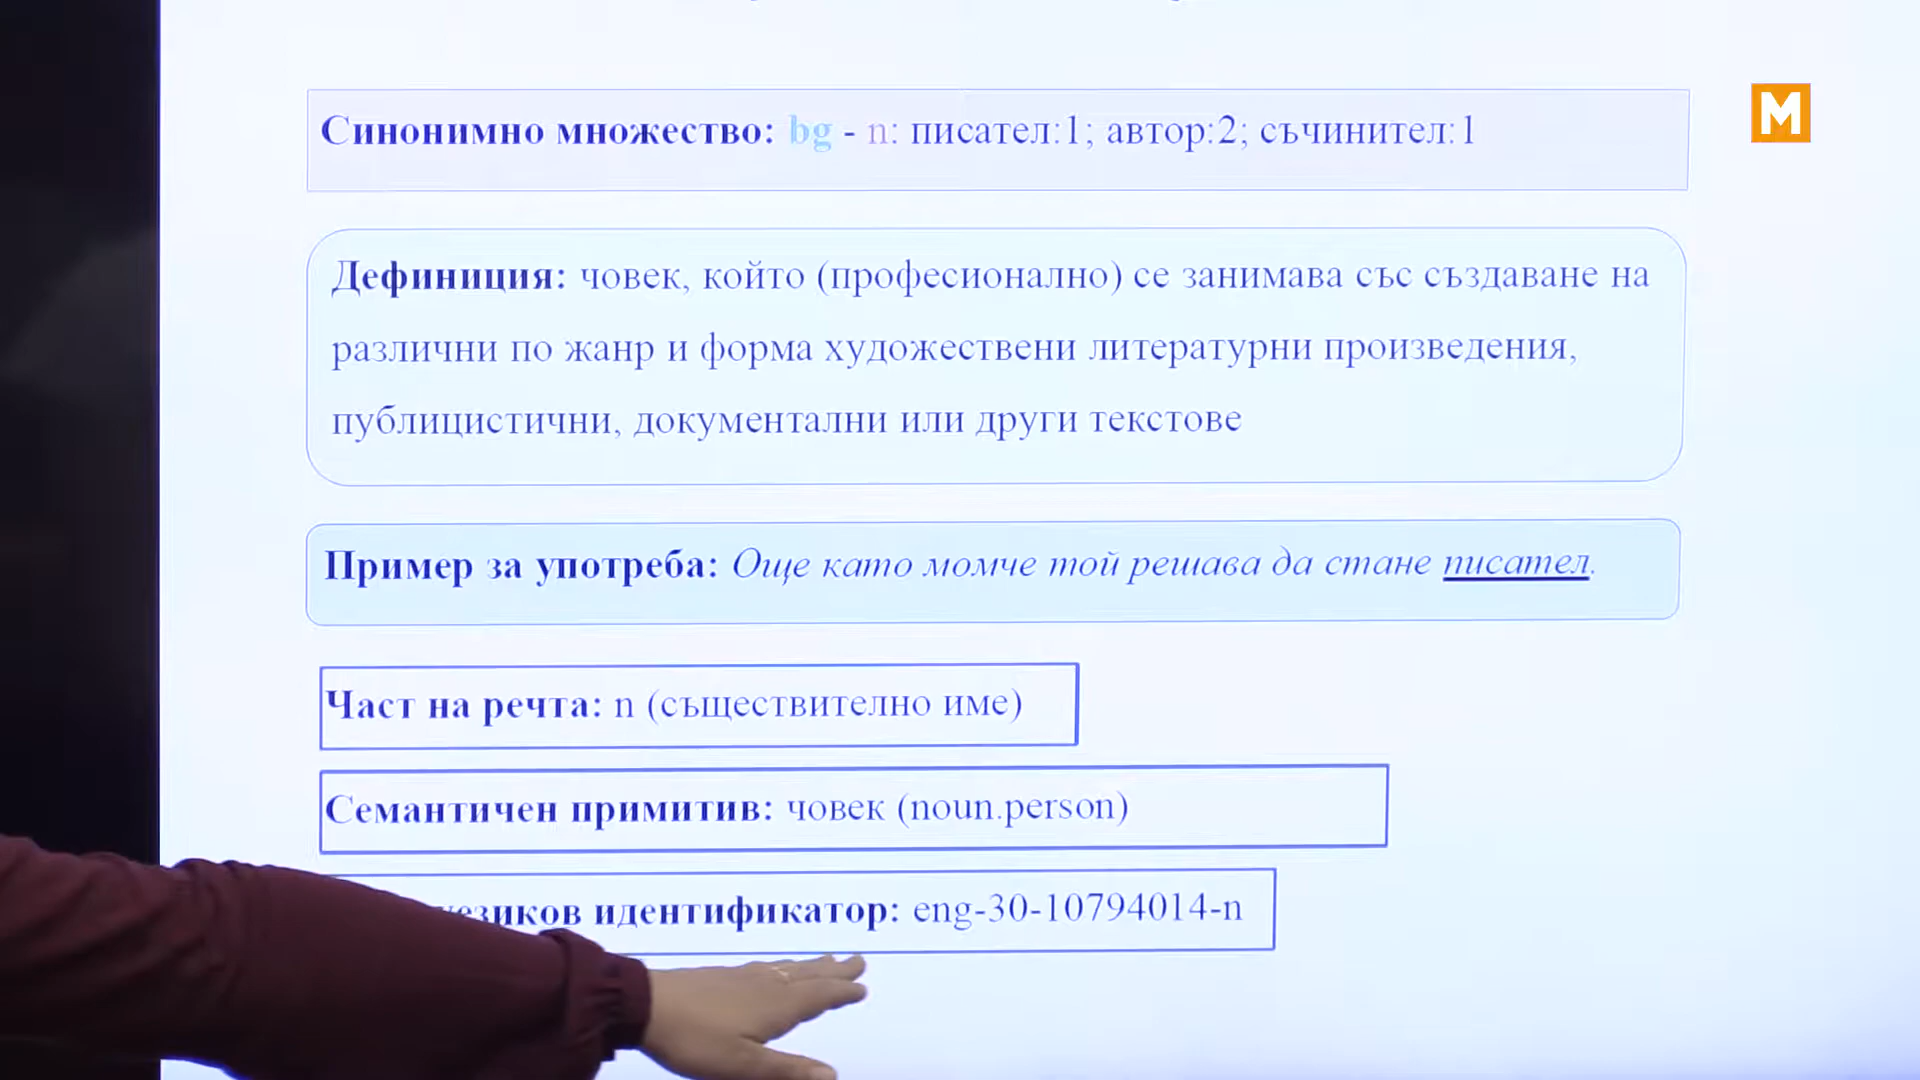 М
Синонимно множество: bg - n: писател:1; автор:2; съчинител:1
Дефиниция: човек, който (професионално) се занимава със създаване на
различни по жанр и форма художествени литературни произведения,
публицистични, документални или други текстове
Пример за употреба: Още като момче той решава да стане писател.
Част на речта: n (съществително име)
Семантичен примитив: човек (noun.person)
идентификатор: eng-30-10794014-n